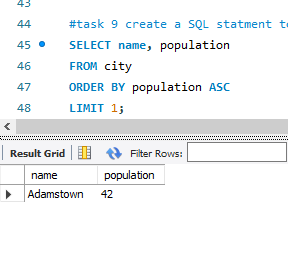 43
44 #task 9 create a SQL statment to
45 SELECT name, population
46 FROM city
47 ORDER BY population ASC
48 LIMIT 1;
Result Grid Filter Rows:
name population
Adamstown 42